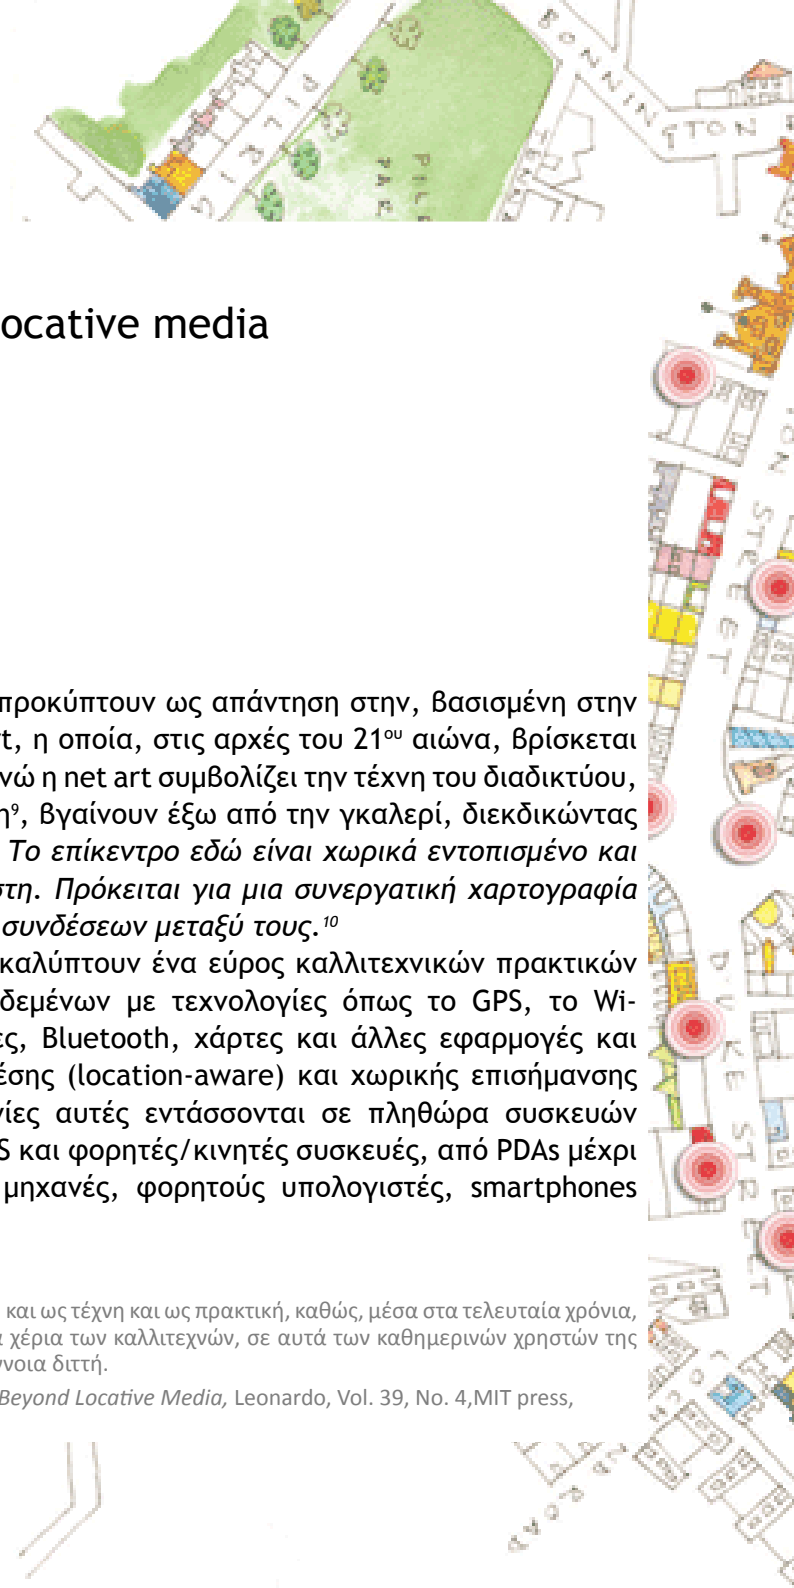 BONNINGTON
PILRIG
ocative media
STREET
προκύπτουν ως απάντηση στην, βασισμένη στην
t, η οποία, στις αρχές του 21ου αιώνα, βρίσκεται
νώ η net art συμβολίζει την τέχνη του διαδικτύου,
η9, βγαίνουν έξω από την γκαλερί, διεκδικώντας
Το επίκεντρο εδώ είναι χωρικά εντοπισμένο και
στη. Πρόκειται για μια συνεργατική χαρτογραφία
συνδέσεων μεταξύ τους.10
καλύπτουν ένα εύρος καλλιτεχνικών πρακτικών
δεμένων με τεχνολογίες όπως το GPS, το Wi-
ες, Bluetooth, χάρτες και άλλες εφαρμογές και
έσης (location-aware) και χωρικής επισήμανσης
γίες αυτές εντάσσονται σε πληθώρα συσκευών
S και φορητές/κινητές συσκευές, από PDAs μέχρι
μηχανές, φορητούς υπολογιστές, smartphones
DUKE STREET
και ως τέχνη και ως πρακτική, καθώς, μέσα στα τελευταία χρόνια,
α χέρια των καλλιτεχνών, σε αυτά των καθημερινών χρηστών της
νοια διττή.
Beyond Locative Media, Leonardo, Vol. 39, No. 4,MIT press,
ROAD